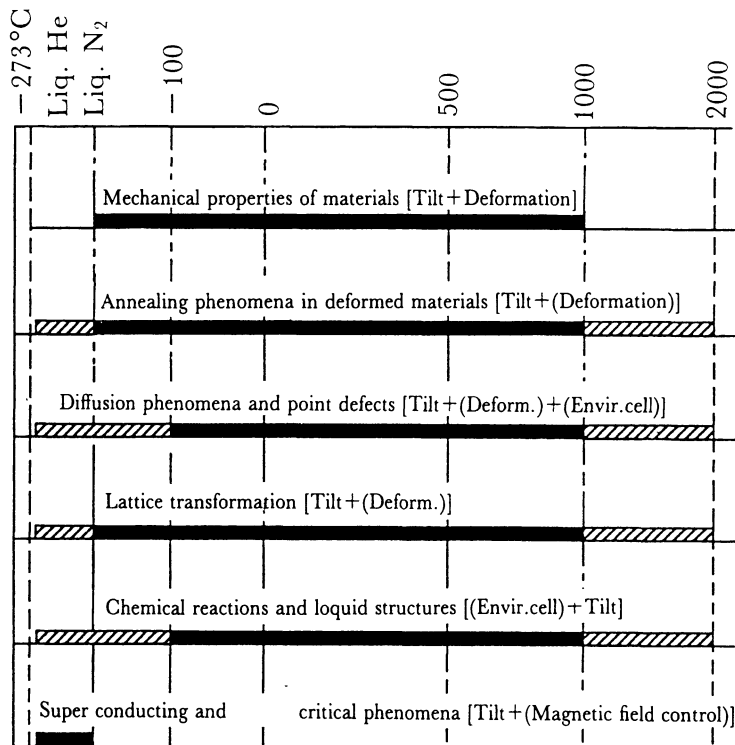 -273°C
Liq. He
Liq. N₂
-100
0
500
1000
2000
Mechanical properties of materials [Tilt+Deformation]
Annealing phenomena in deformed materials [Tilt+(Deformation)]
Diffusion phenomena and point defects [Tilt+(Deform.)+(Envir.cell)]
Lattice transformation [Tilt+(Deform.)]
Chemical reactions and loquid structures [(Envir.cell)+Tilt]
Super conducting and critical phenomena [Tilt+(Magnetic field control)]